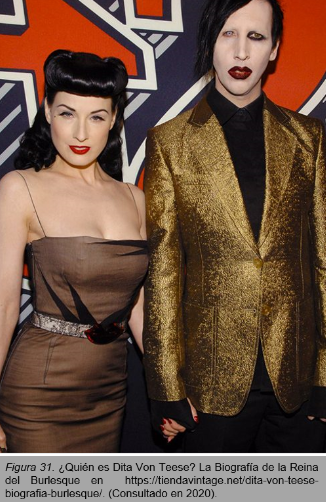 Figura 31. ¿Quién es Dita Von Teese? La Biografía de la Reina
del Burlesque en https://tiendavintage.net/dita-von-teese-
biografia-burlesque/. (Consultado en 2020).